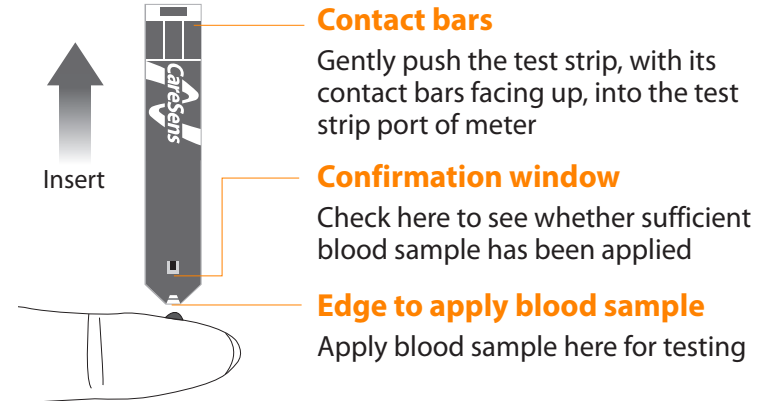 Contact bars
Gently push the test strip, with its
contact bars facing up, into the test
strip port of meter
CareSens
N
Insert
Confirmation window
Check here to see whether sufficient
blood sample has been applied
Edge to apply blood sample
Apply blood sample here for testing